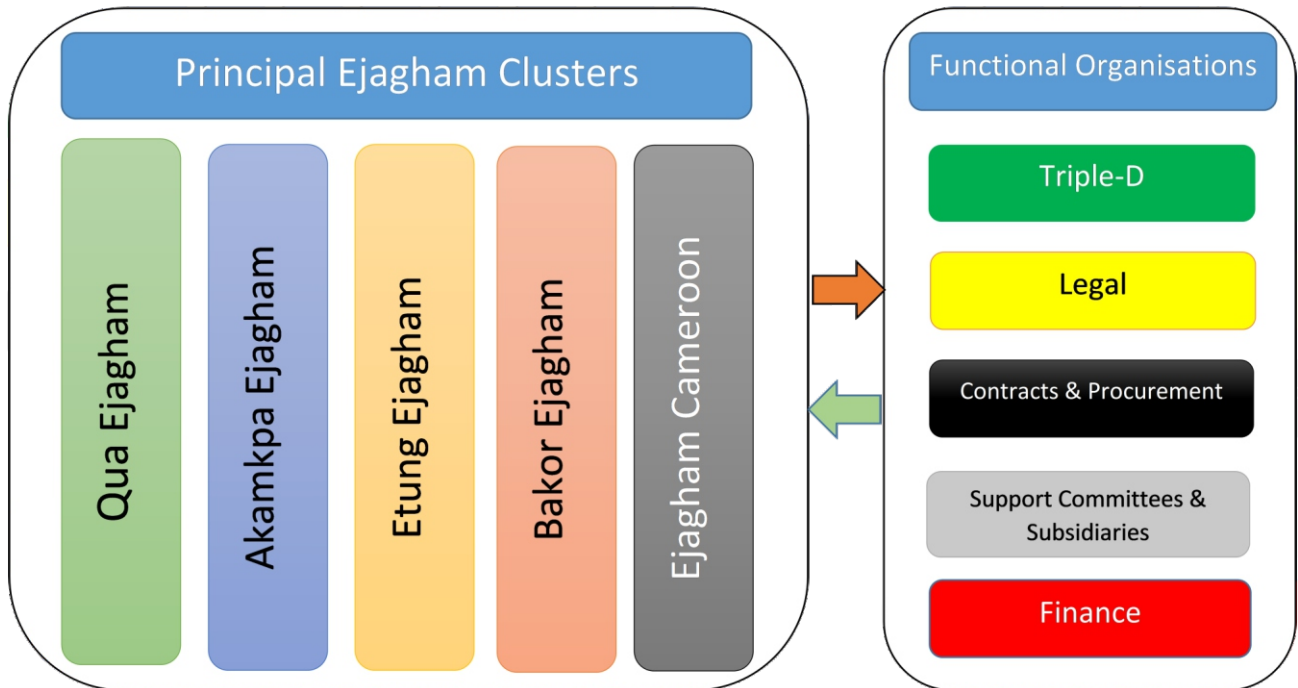 Principal Ejagham Clusters
Qua Ejagham
Akamkpa Ejagham
Etung Ejagham
Bakor Ejagham
Ejagham Cameroon
Functional Organisations
Triple-D
Legal
Contracts & Procurement
Support Committees &
Subsidiaries
Finance